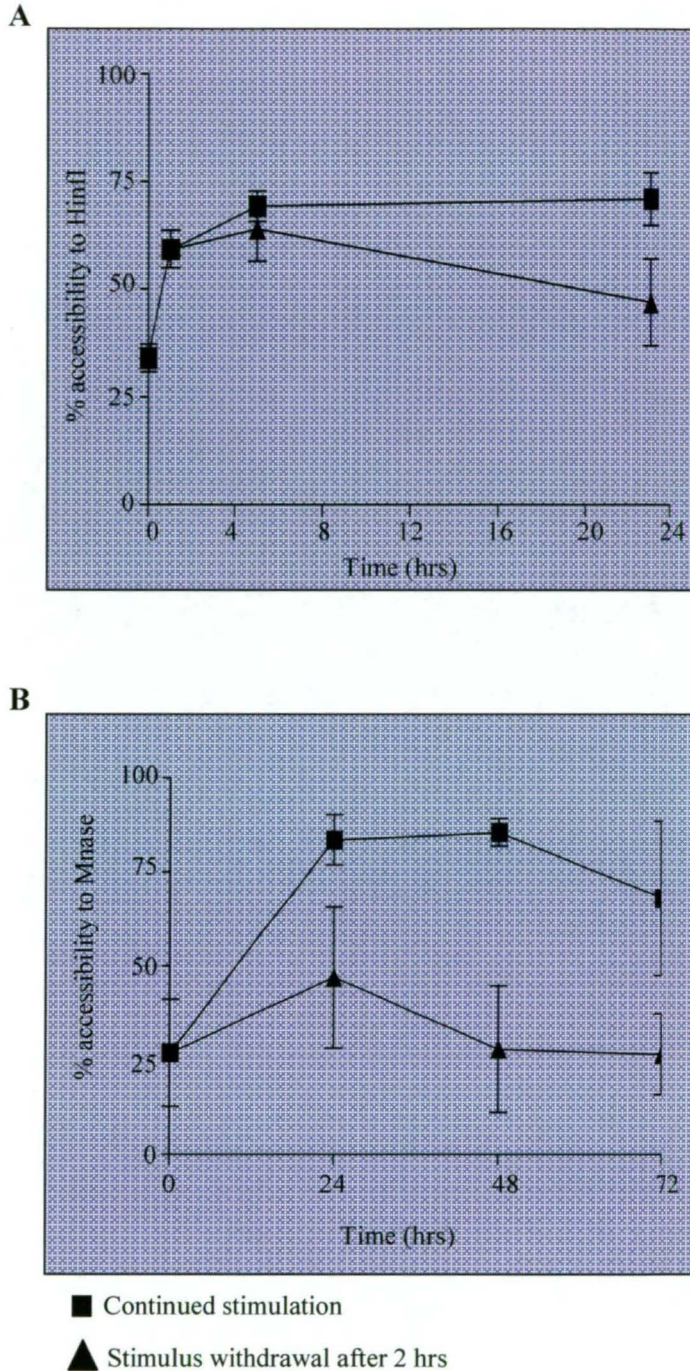 A
100
75
50
25
0
% accessibility to HinfI
0 4 8 12 16 20 24
Time (hrs)
B
100
75
50
25
0
% accessibility to Mnase
0 24 48 72
Time (hrs)
Continued stimulation
Stimulus withdrawal after 2 hrs